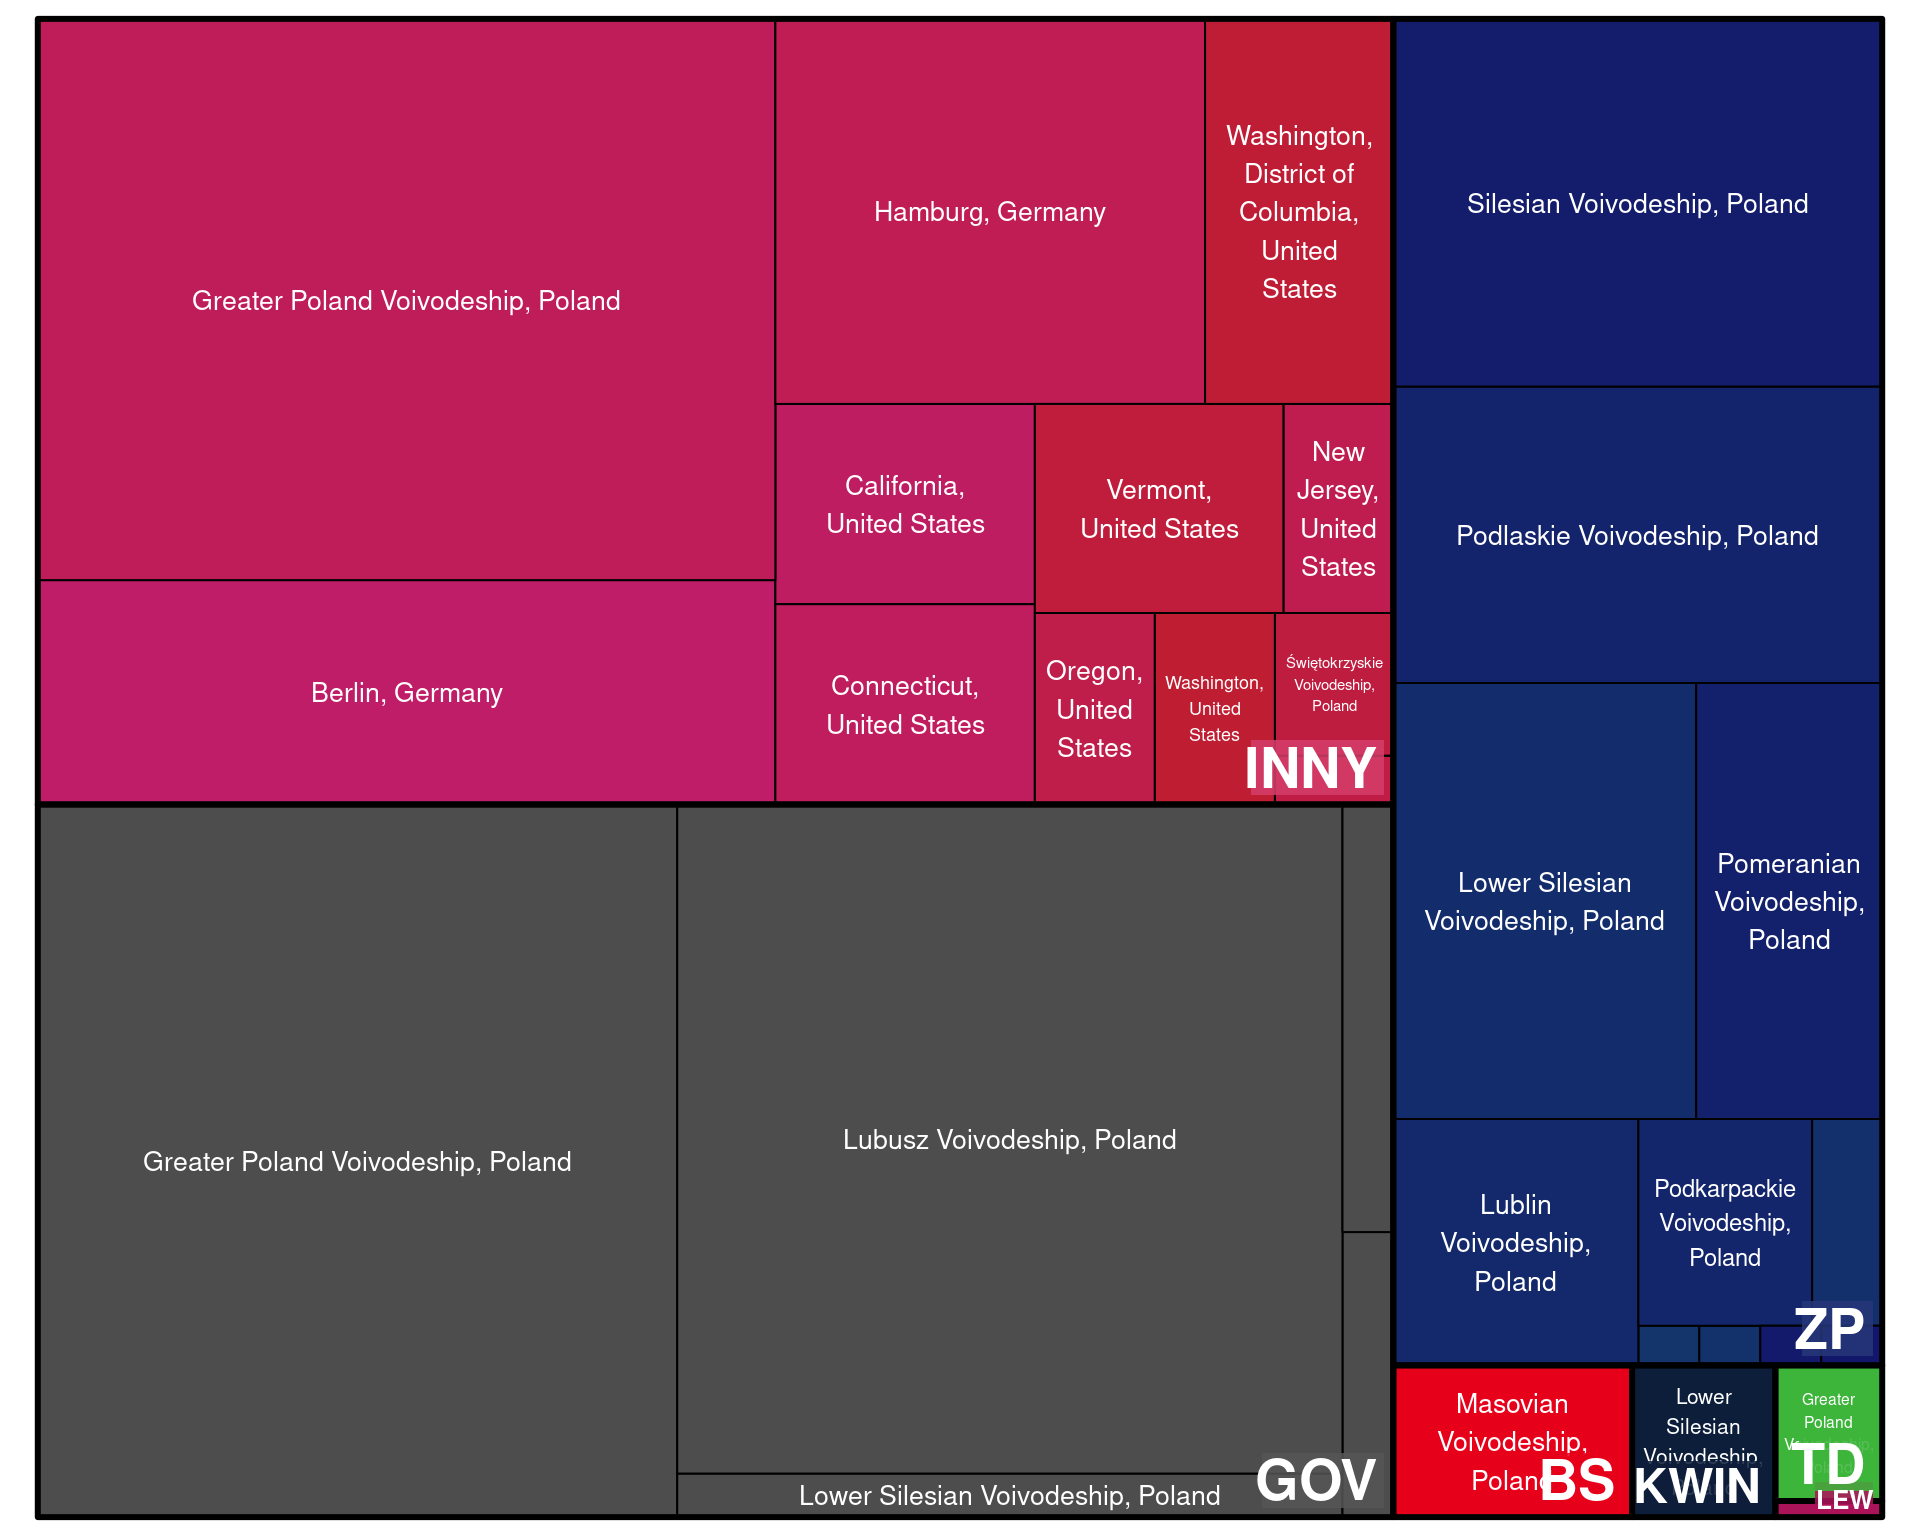 Greater Poland Voivodeship, Poland
Berlin, Germany
Hamburg, Germany
Washington,
District of
Columbia,
United
States
California,
United States
Connecticut,
United States
Vermont,
United States
New
Jersey,
United
States
Oregon,
United
States
Washington,
United
States
Świętokrzyskie
Voivodeship,
Poland
INNY
Greater Poland Voivodeship, Poland
Lubusz Voivodeship, Poland
Lower Silesian Voivodeship, Poland
GOV
Silesian Voivodeship, Poland
Podlaskie Voivodeship, Poland
Lower Silesian
Voivodeship, Poland
Pomeranian
Voivodeship,
Poland
Lublin
Voivodeship,
Poland
Podkarpackie
Voivodeship,
Poland
ZP
Masovian
Voivodeship,
Poland
BS
Lower
Silesian
Voivodeship,
KWIN
Greater
Poland
Voivodeship,
TD
LEW